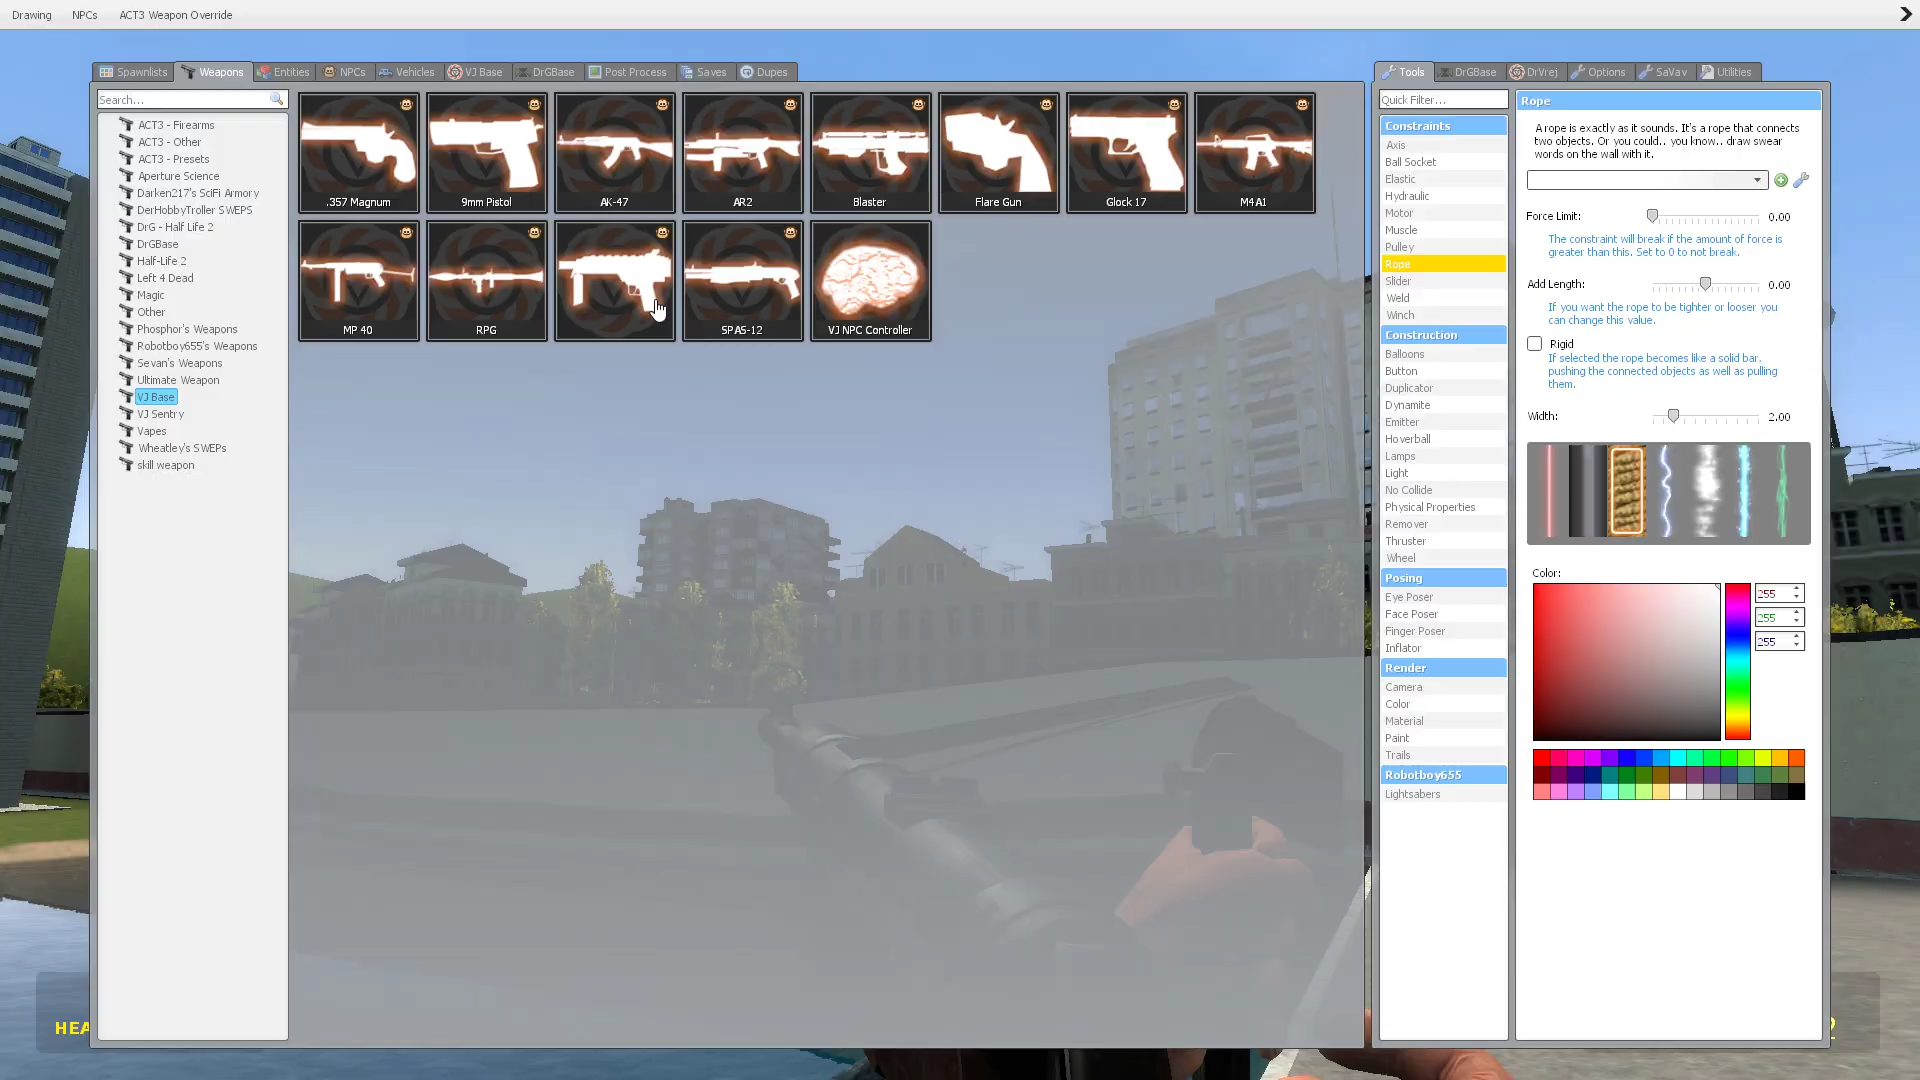 Drawing
NPCs
ACT3 Weapon Override
Spawnlists
Weapons
Entities
NPCs
Vehicles
VJ Base
DrGBase
Post Process
Saves
Dupes
Search...
ACT3 - Firearms
ACT3 - Other
ACT3 - Presets
Aperture Science
Darken217's SciFi Armory
DerHobbyTroller SWEPS
DrG - Half Life 2
DrGBase
Half-Life 2
Left 4 Dead
Magic
Other
Phosphor's Weapons
Robotboy655's Weapons
Sevan's Weapons
Ultimate Weapon
VJ Base
VJ Sentry
Vapes
Wheatley's SWEPs
skill weapon
.357 Magnum
9mm Pistol
AK-47
AR2
Blaster
Flare Gun
Glock 17
M4A1
MP 40
RPG
SPAS-12
VJ NPC Controller
HEA
Tools
DrGBase
DrVrej
Options
SaVav
Utilities
Quick Filter...
Constraints
Axis
Ball Socket
Elastic
Hydraulic
Motor
Muscle
Pulley
Rope
Slider
Weld
Winch
Construction
Balloons
Button
Duplicator
Dynamite
Emitter
Hoverball
Lamps
Light
No Collide
Physical Properties
Remover
Thruster
Wheel
Posing
Eye Poser
Face Poser
Finger Poser
Inflator
Render
Camera
Color
Material
Paint
Trails
Robotboy655
Lightsabers
Rope
A rope is exactly as it sounds. It's a rope that connects
two objects. Or you could.. you know.. draw swear
words on the wall with it.
Force Limit:
0.00
The constraint will break if the amount of force is
greater than this. Set to 0 to not break.
Add Length:
0.00
If you want the rope to be tighter or looser you
can change this value.
Rigid
If selected the rope becomes like a solid bar,
pushing the connected objects as well as pulling
them.
Width:
2.00
Color:
255
255
255